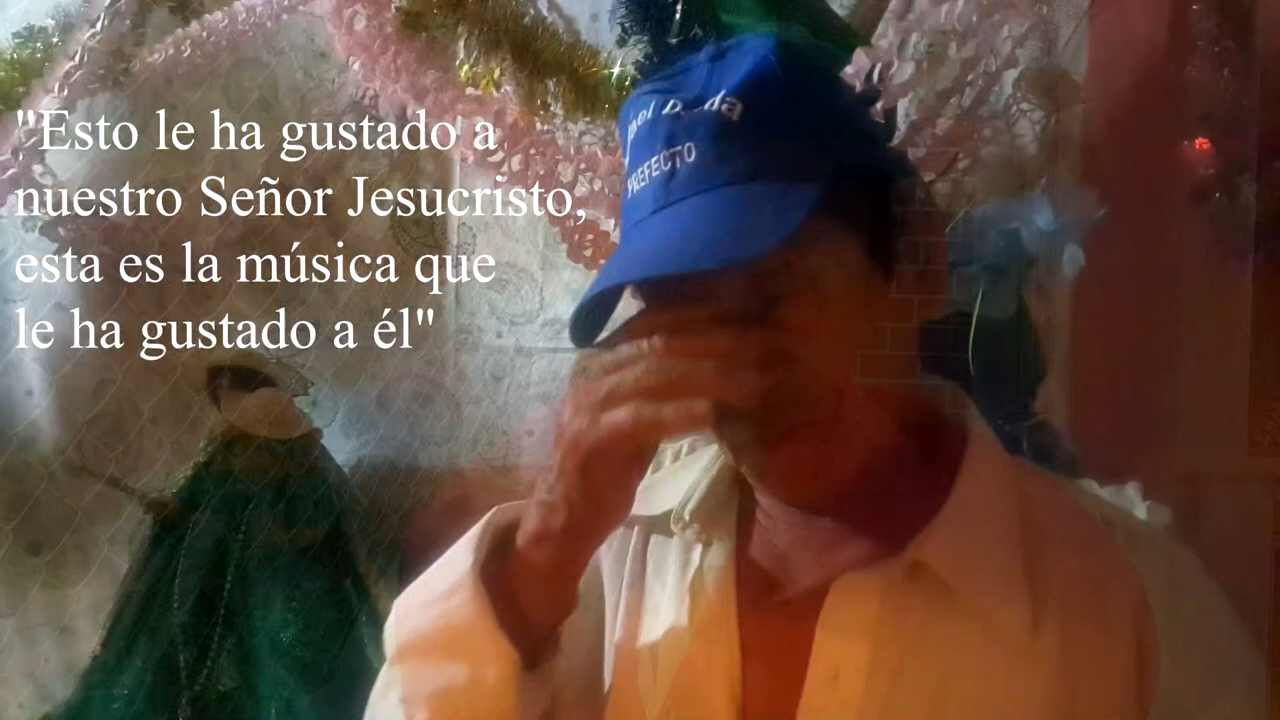 "Esto le ha gustado a
nuestro Señor Jesucristo,
esta es la música que
le ha gustado a él"
PREFECTO